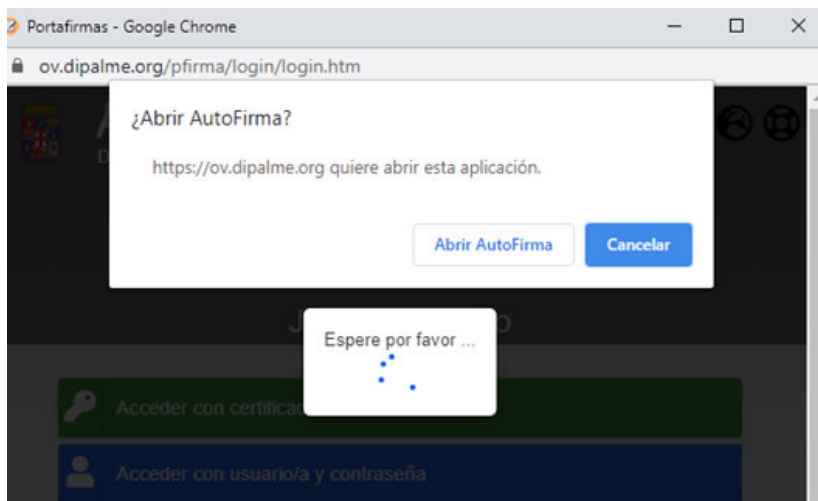 Portafirmas - Google Chrome
ov.dipalme.org/pfirma/login/login.htm
¿Abrir AutoFirma?
https://ov.dipalme.org quiere abrir esta aplicación.
Abrir AutoFirma
Cancelar
Espere por favor ...
Acceder con
Acceder con usuario/a y contraseña